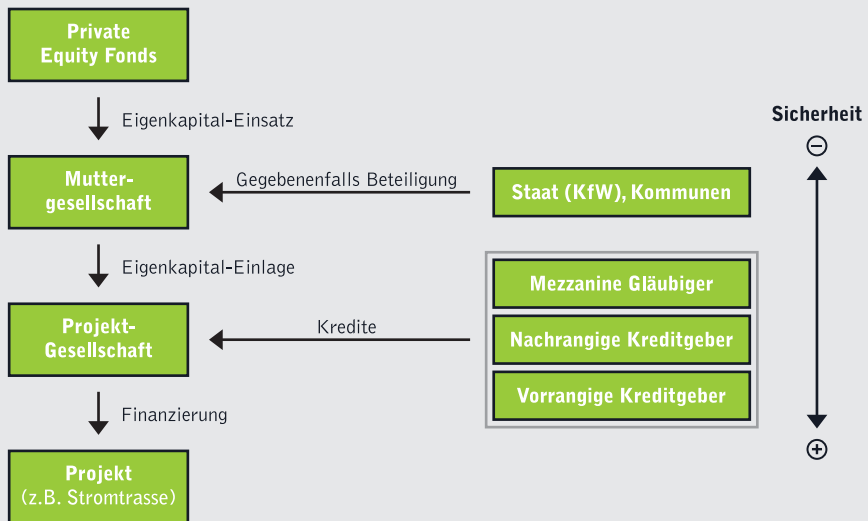 Private
Equity Fonds
Eigenkapital-Einsatz
Sicherheit
Mutter-
gesellschaft
Gegebenenfalls Beteiligung
Staat (KfW), Kommunen
Eigenkapital-Einlage
Mezzanine Gläubiger
Projekt-
Gesellschaft
Kredite
Nachrangige Kreditgeber
Vorrangige Kreditgeber
Finanzierung
Projekt
(z.B. Stromtrasse)